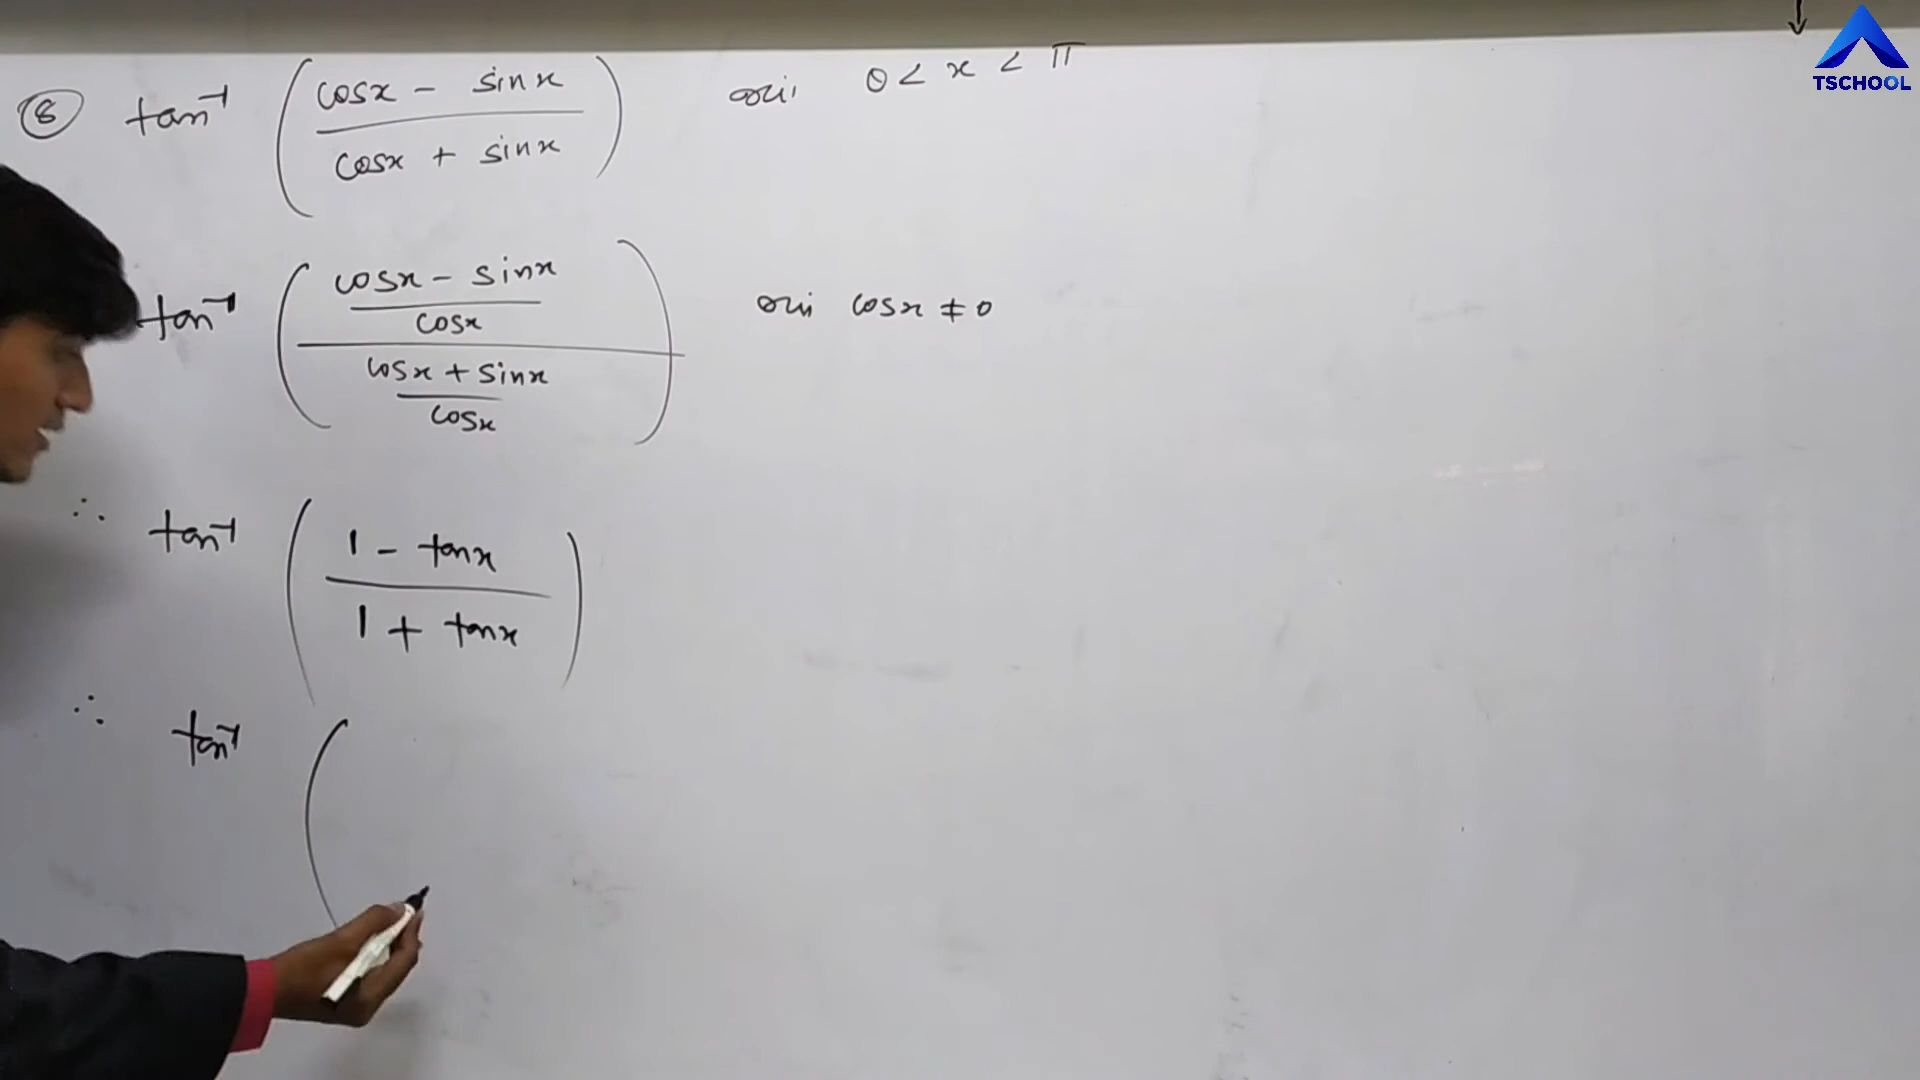 ⑧ tan⁻¹ ( (cosx - sinx) / (cosx + sinx) ) 0 < x < π
tan⁻¹ ( ((cosx - sinx) / cosx) / ((cosx + sinx) / cosx) ) cosx ≠ 0
∴ tan⁻¹ ( (1 - tanx) / (1 + tanx) )
∴ tan⁻¹ (
TSCHOOL